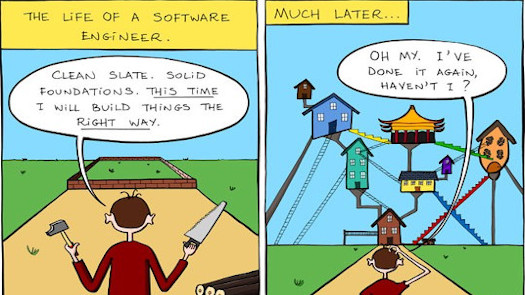 THE LIFE OF A SOFTWARE
ENGINEER.
CLEAN SLATE. SOLID
FOUNDATIONS. THIS TIME
I WILL BUILD THINGS THE
RIGHT WAY.
MUCH LATER...
OH MY. I'VE
DONE IT AGAIN,
HAVEN'T I ?